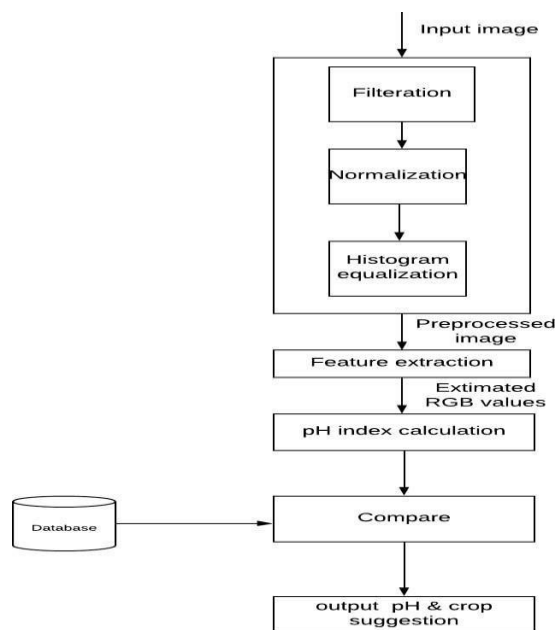 Input image
Filteration
Normalization
Histogram
equalization
Preprocessed
image
Feature extraction
Extimated
RGB values
pH index calculation
Database
Compare
output pH & crop
suggestion